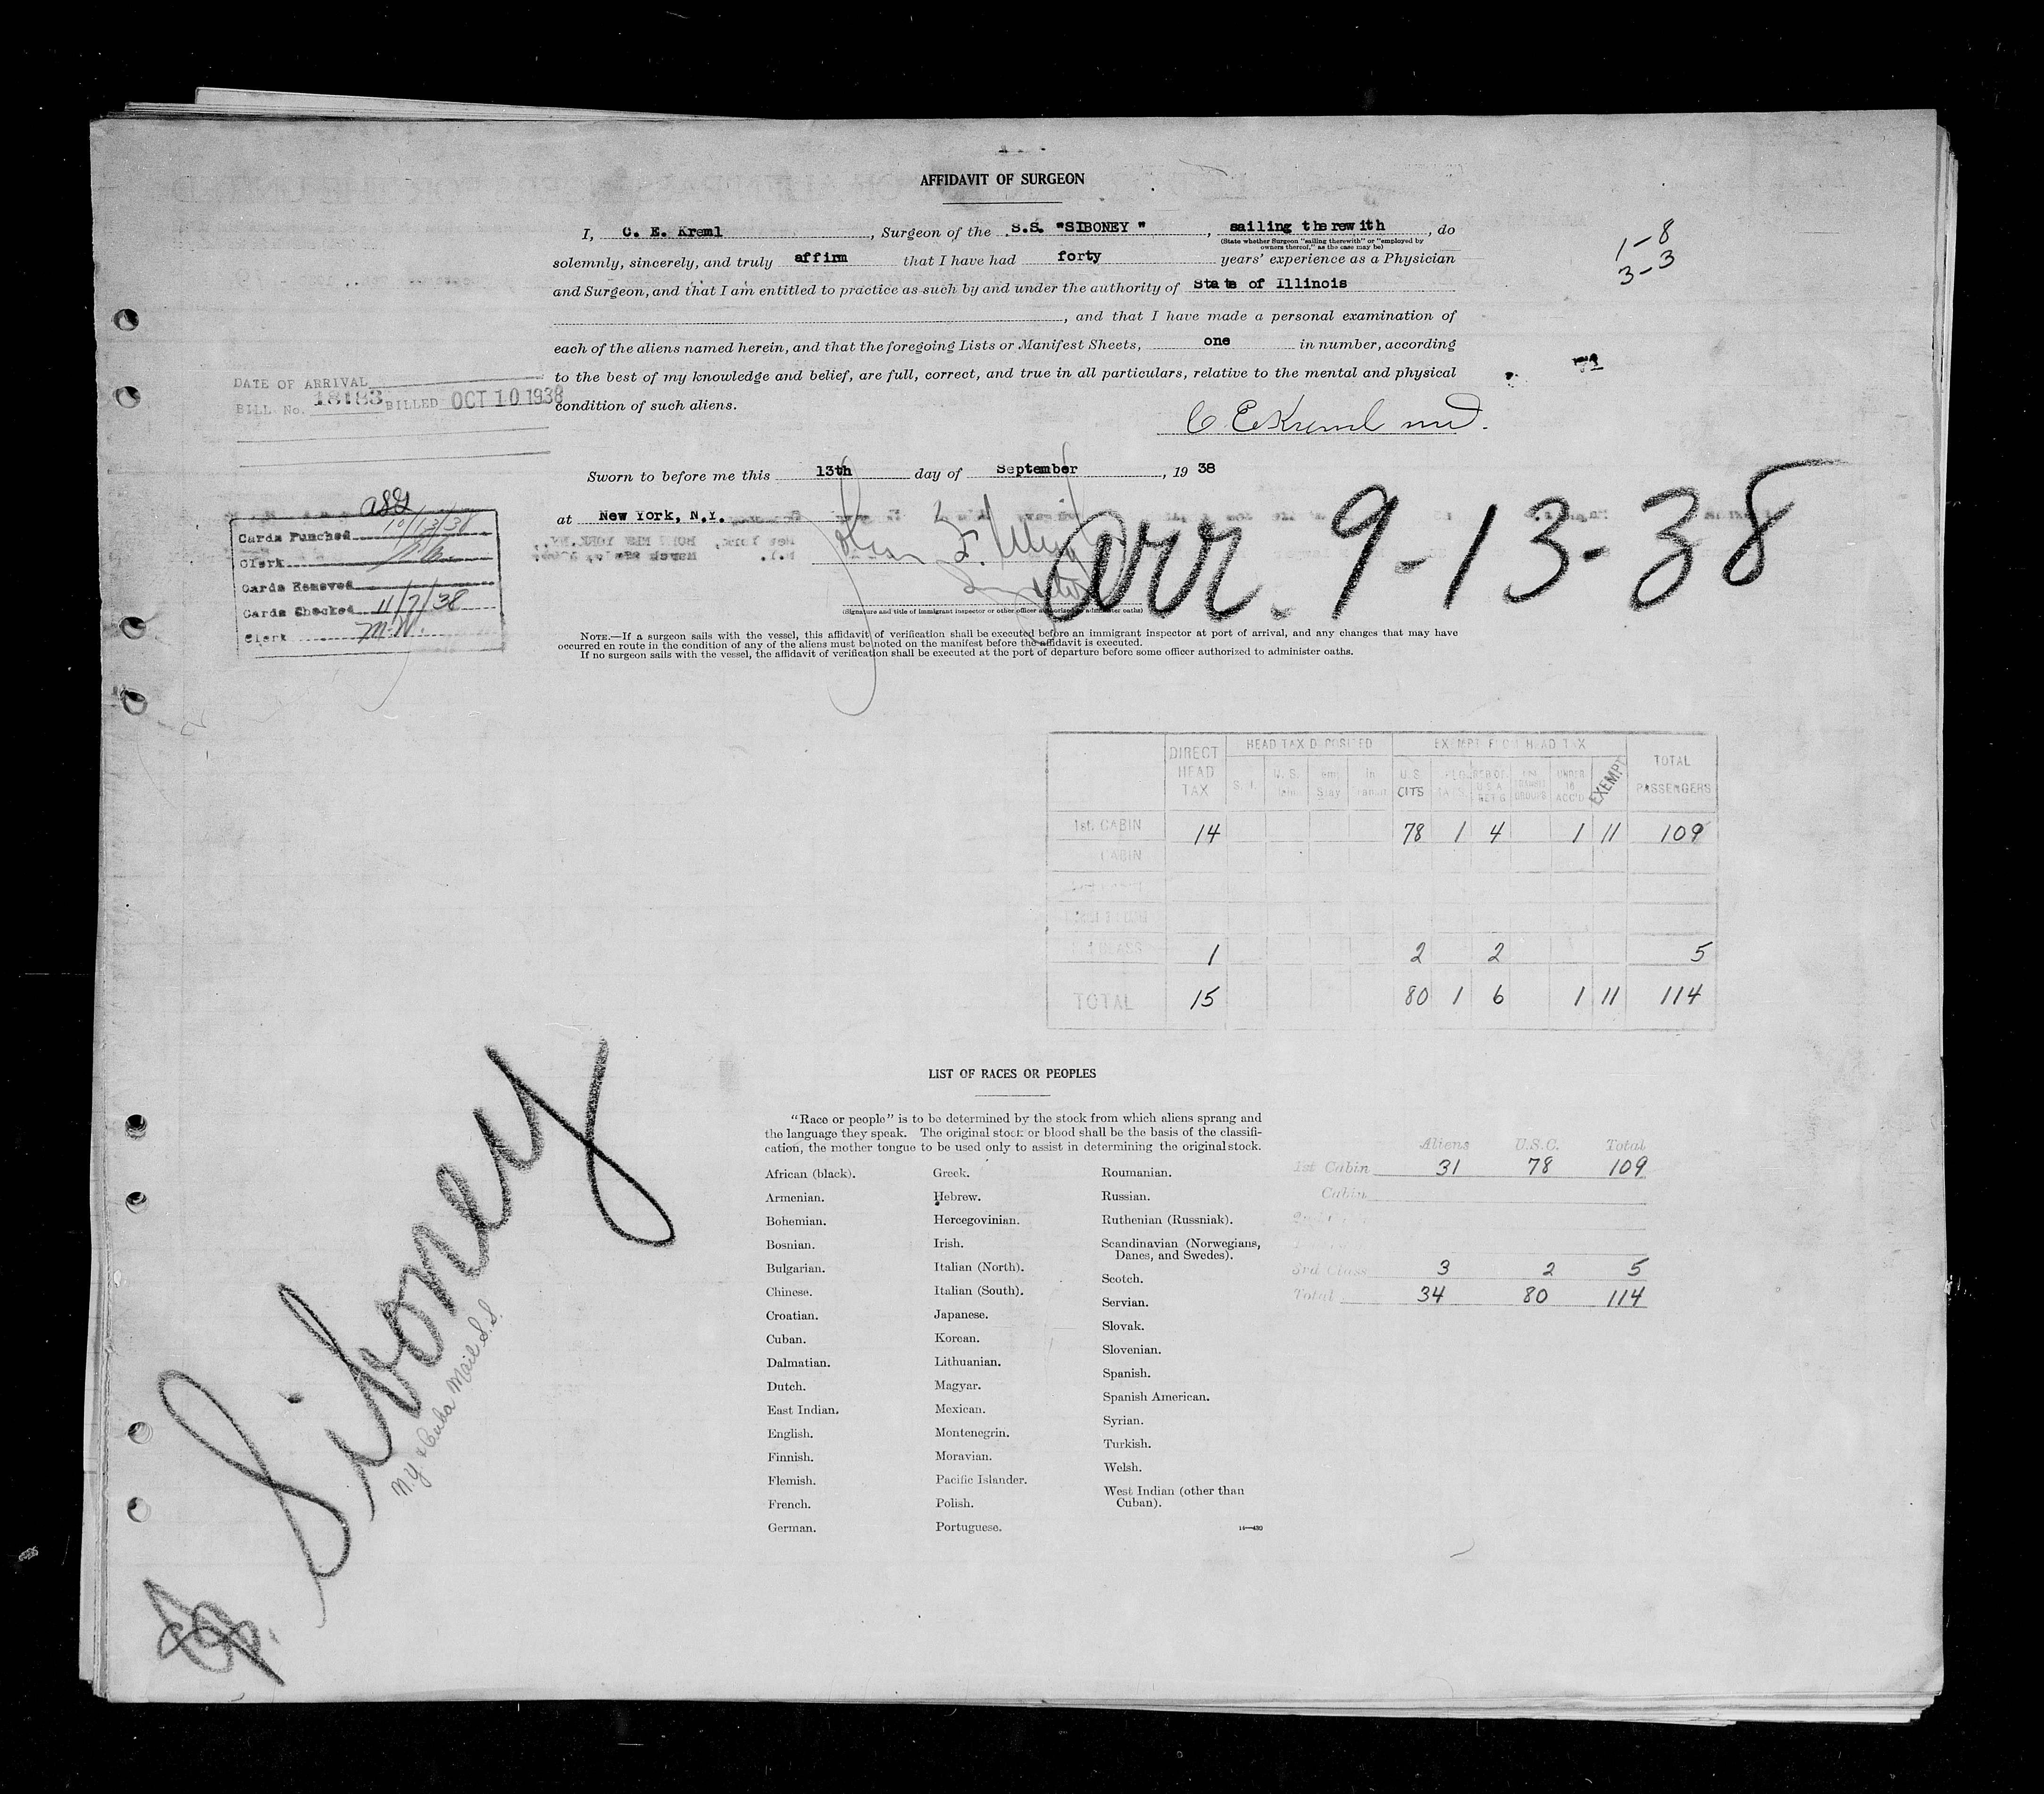 AFFIDAVIT OF SURGEON
I, C. E. Kreml, Surgeon of the S.S. "SIBONEY", sailing therewith, do
(State whether Surgeon "sailing therewith" or "employed by
owners thereof," as the case may be)
solemnly, sincerely, and truly affirm that I have had forty years' experience as a Physician
and Surgeon, and that I am entitled to practice as such by and under the authority of State of Illinois
, and that I have made a personal examination of
each of the aliens named herein, and that the foregoing Lists or Manifest Sheets, one in number, according
to the best of my knowledge and belief, are full, correct, and true in all particulars, relative to the mental and physical
condition of such aliens.
C. E. Kreml md.
1-8
3-3
DATE OF ARRIVAL
BILL No. 18183 BILLED OCT 10 1938
Sworn to before me this 13th day of September, 19 38
at New York, N.Y.
John F.
arr. 9-13-38
(Signature and title of immigrant inspector or other officer authorized to administer oaths)
Cards Punched 10/13/38
Clerk
Cards Removed
Cards Checked 11/7/38
Clerk M.W.
NOTE.—If a surgeon sails with the vessel, this affidavit of verification shall be executed before an immigrant inspector at port of arrival, and any changes that may have
occurred en route in the condition of any of the aliens must be noted on the manifest before the affidavit is executed.
If no surgeon sails with the vessel, the affidavit of verification shall be executed at the port of departure before some officer authorized to administer oaths.
DIRECT HEAD TAX HEAD TAX DEPOSITED EXEMPT FROM HEAD TAX TOTAL PASSENGERS
U.S. CITS UNDER 16 ACC'D EXEMPT
1st. CABIN 14 78 1 4 1 11 109
CABIN
CLASS 1 2 2 5
TOTAL 15 80 1 6 1 11 114
LIST OF RACES OR PEOPLES
"Race or people" is to be determined by the stock from which aliens sprang and
the language they speak. The original stock or blood shall be the basis of the classifi-
cation, the mother tongue to be used only to assist in determining the original stock.
African (black).
Armenian.
Bohemian.
Bosnian.
Bulgarian.
Chinese.
Croatian.
Cuban.
Dalmatian.
Dutch.
East Indian.
English.
Finnish.
Flemish.
French.
German.
Greek.
Hebrew.
Hercegovinian.
Irish.
Italian (North).
Italian (South).
Japanese.
Korean.
Lithuanian.
Magyar.
Mexican.
Montenegrin.
Moravian.
Pacific Islander.
Polish.
Portuguese.
Roumanian.
Russian.
Ruthenian (Russniak).
Scandinavian (Norwegians,
Danes, and Swedes).
Scotch.
Servian.
Slovak.
Slovenian.
Spanish.
Spanish American.
Syrian.
Turkish.
Welsh.
West Indian (other than
Cuban).
Aliens U.S.C. Total
1st Cabin 31 78 109
Cabin
3rd Class 3 2 5
Total 34 80 114
Siboney
N.Y. & Cuba Mail S.S.